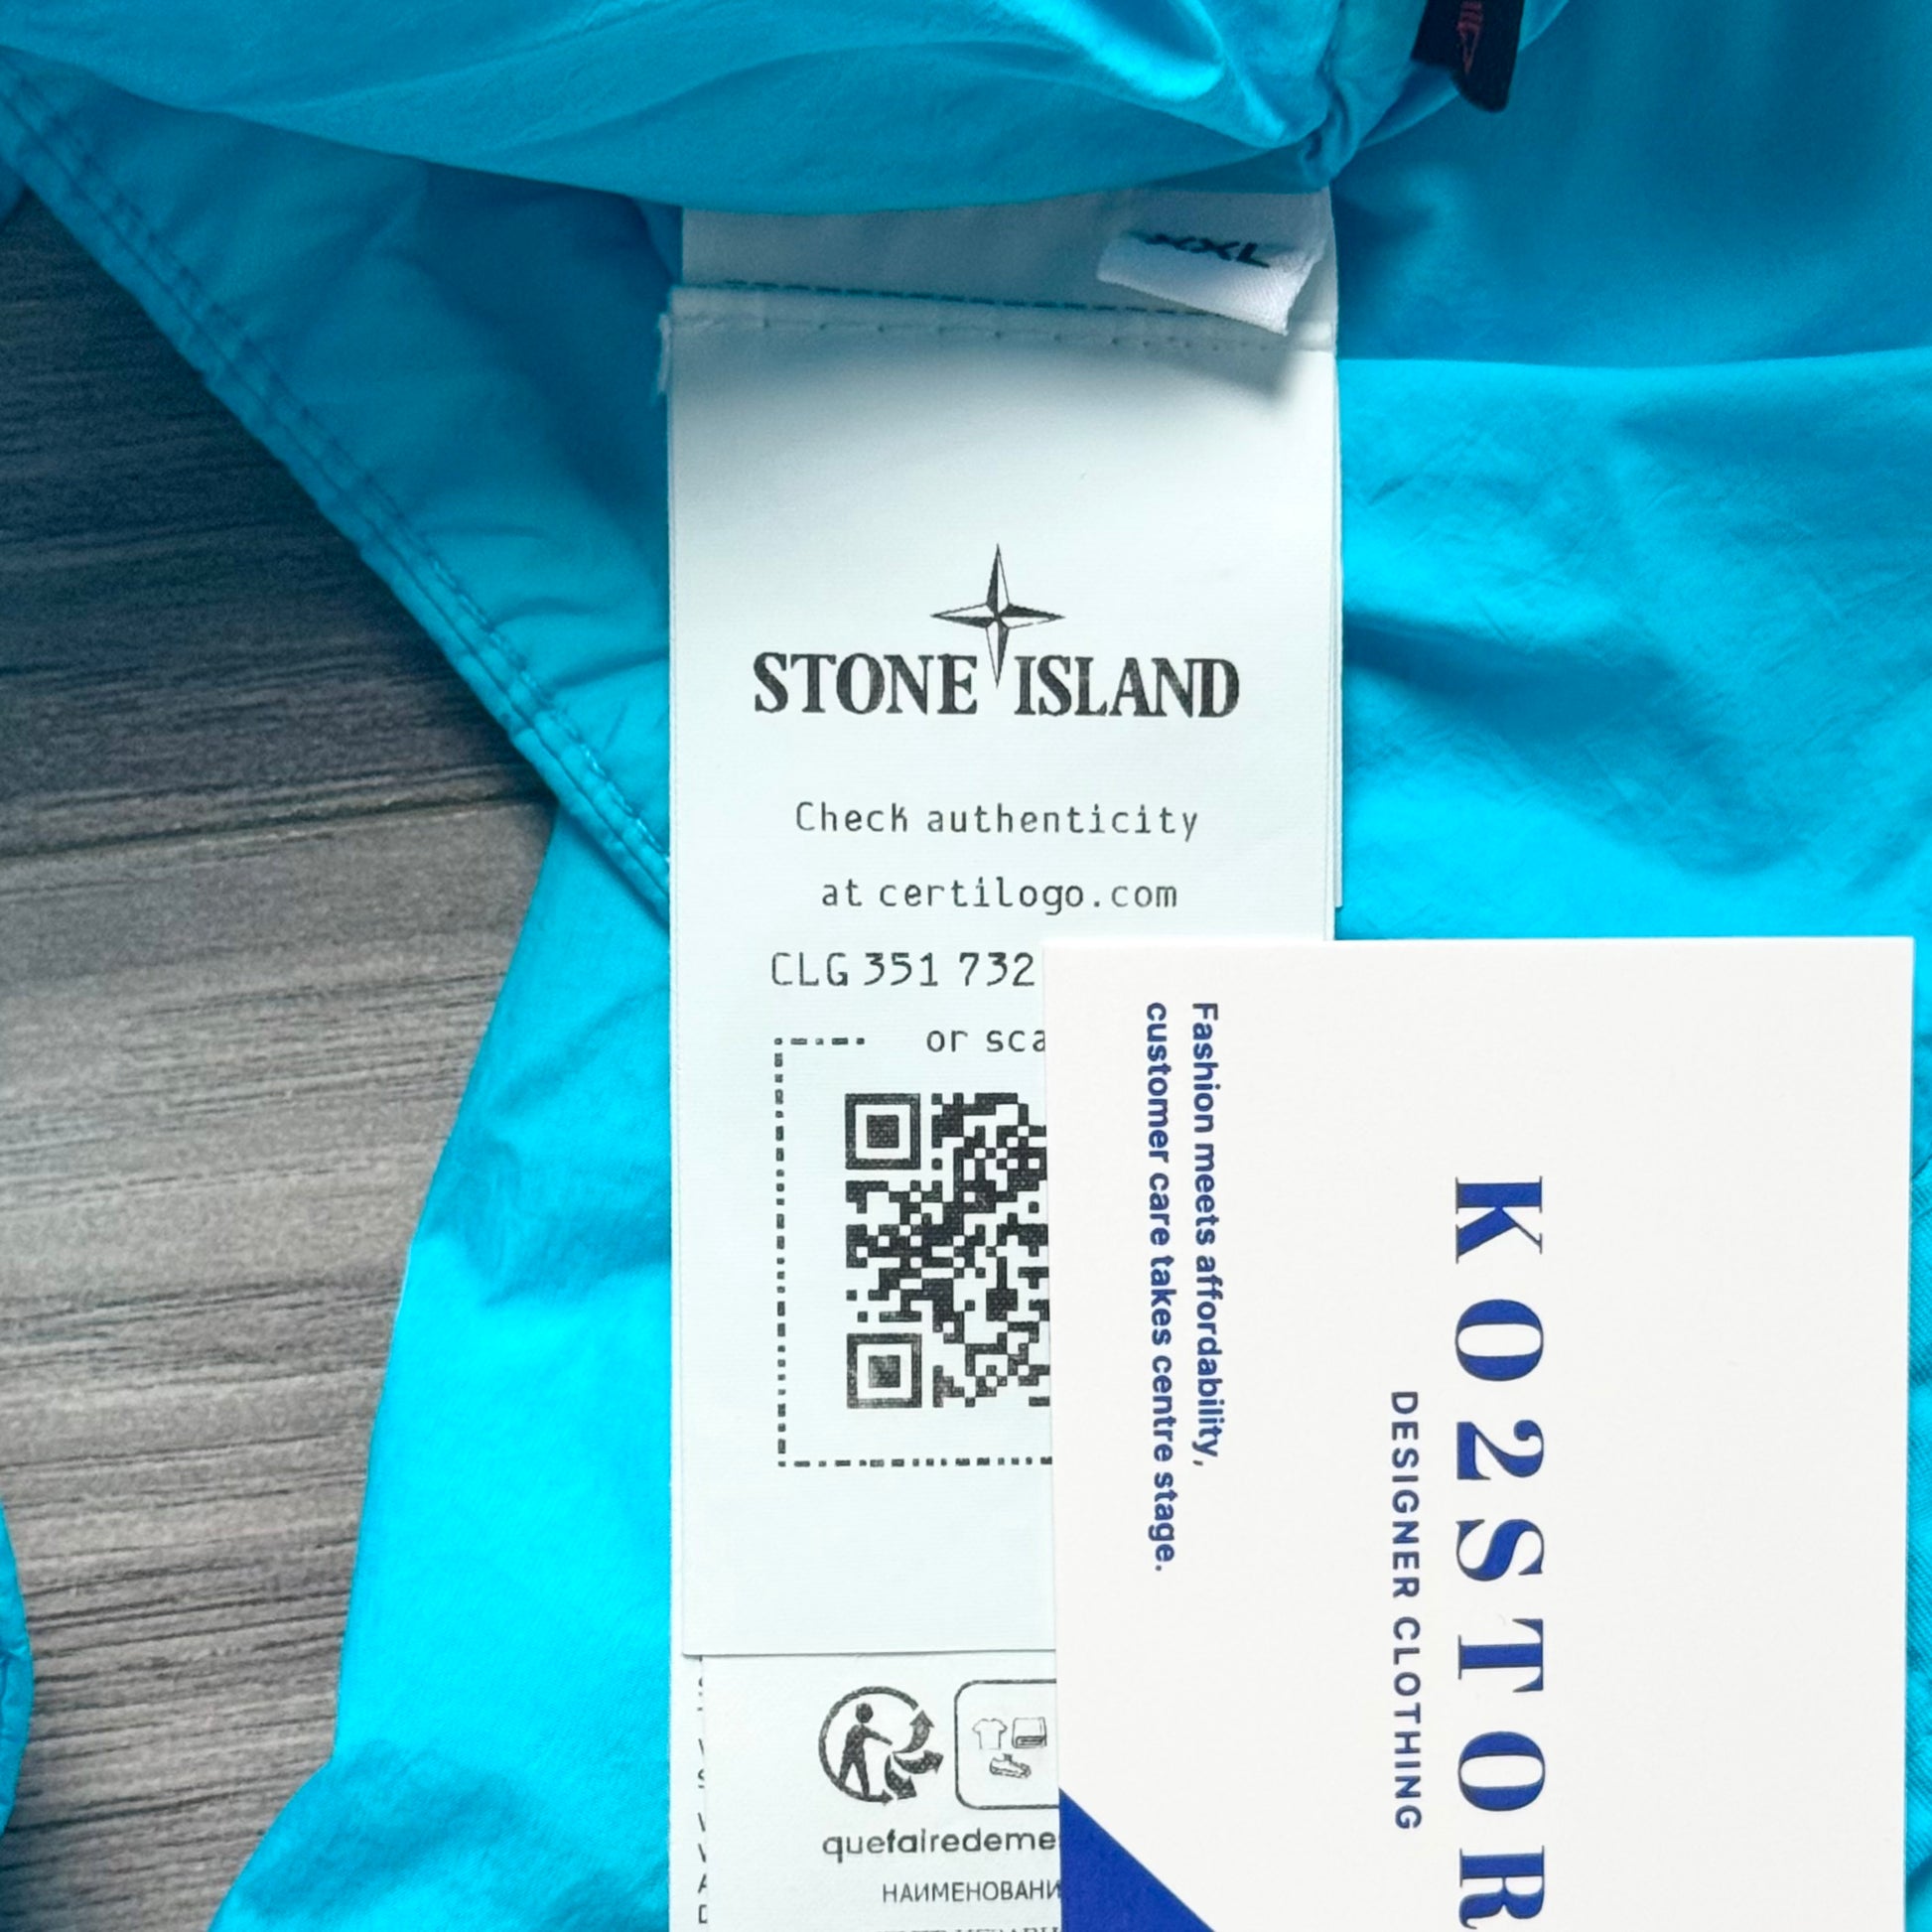 XXL
STONE ISLAND
Check authenticity
at certilogo.com
CLG 351 732
or sca
quefairedeme
НАИМЕНОВАНИ
Fashion meets affordability,
customer care takes centre stage.
KO2STOR
DESIGNER CLOTHING